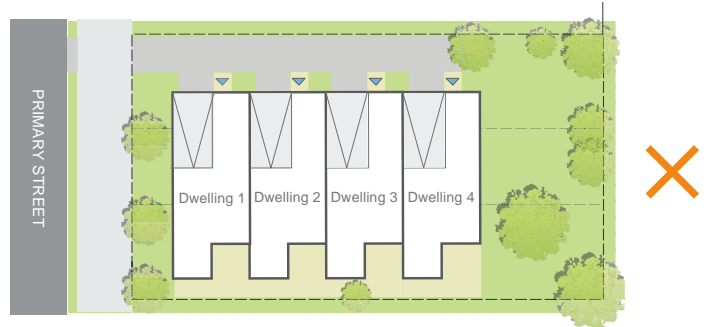 PRIMARY STREET
Dwelling 1
Dwelling 2
Dwelling 3
Dwelling 4